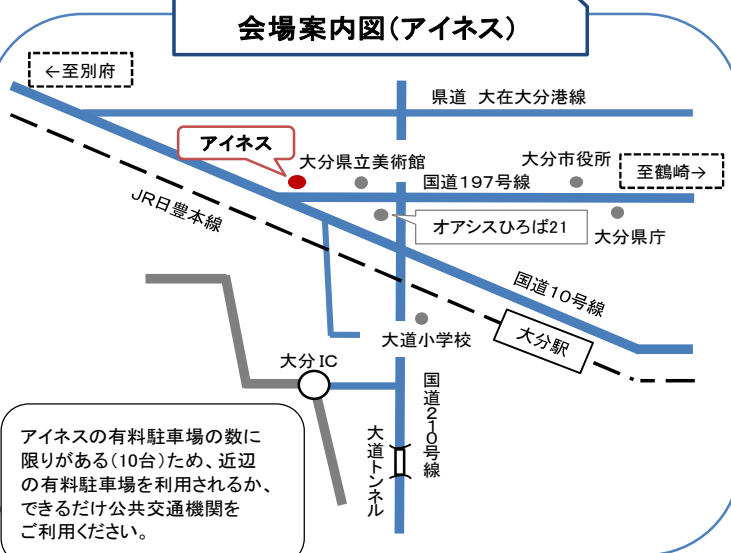 会場案内図(アイネス)
←至別府
県道 大在大分港線
アイネス
大分県立美術館
大分市役所
至鶴崎→
国道197号線
JR日豊本線
オアシスひろば21
大分県庁
国道10号線
大分駅
大道小学校
大分IC
国道210号線
大道トンネル
アイネスの有料駐車場の数に
限りがある(10台)ため、近辺
の有料駐車場を利用されるか、
できるだけ公共交通機関を
ご利用ください。